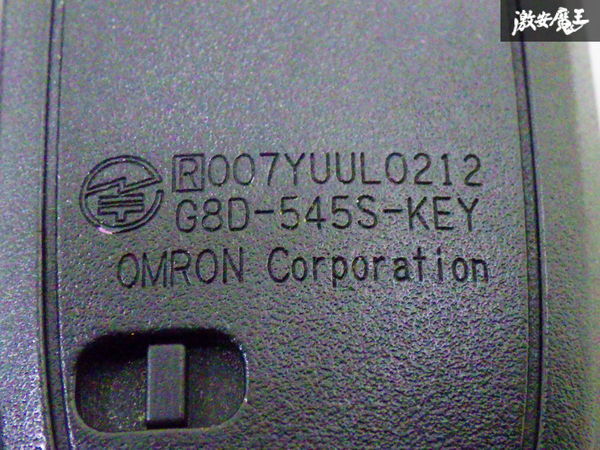 激安魔王
R007YUUL0212
G8D-545S-KEY
OMRON Corporation